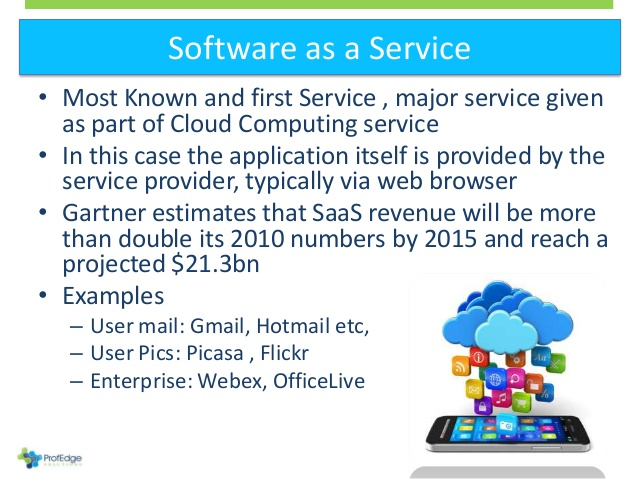 Software as a Service
• Most Known and first Service , major service given
as part of Cloud Computing service
• In this case the application itself is provided by the
service provider, typically via web browser
• Gartner estimates that SaaS revenue will be more
than double its 2010 numbers by 2015 and reach a
projected $21.3bn
• Examples
– User mail: Gmail, Hotmail etc,
– User Pics: Picasa , Flickr
– Enterprise: Webex, OfficeLive
ProfEdge
SOLUTIONS